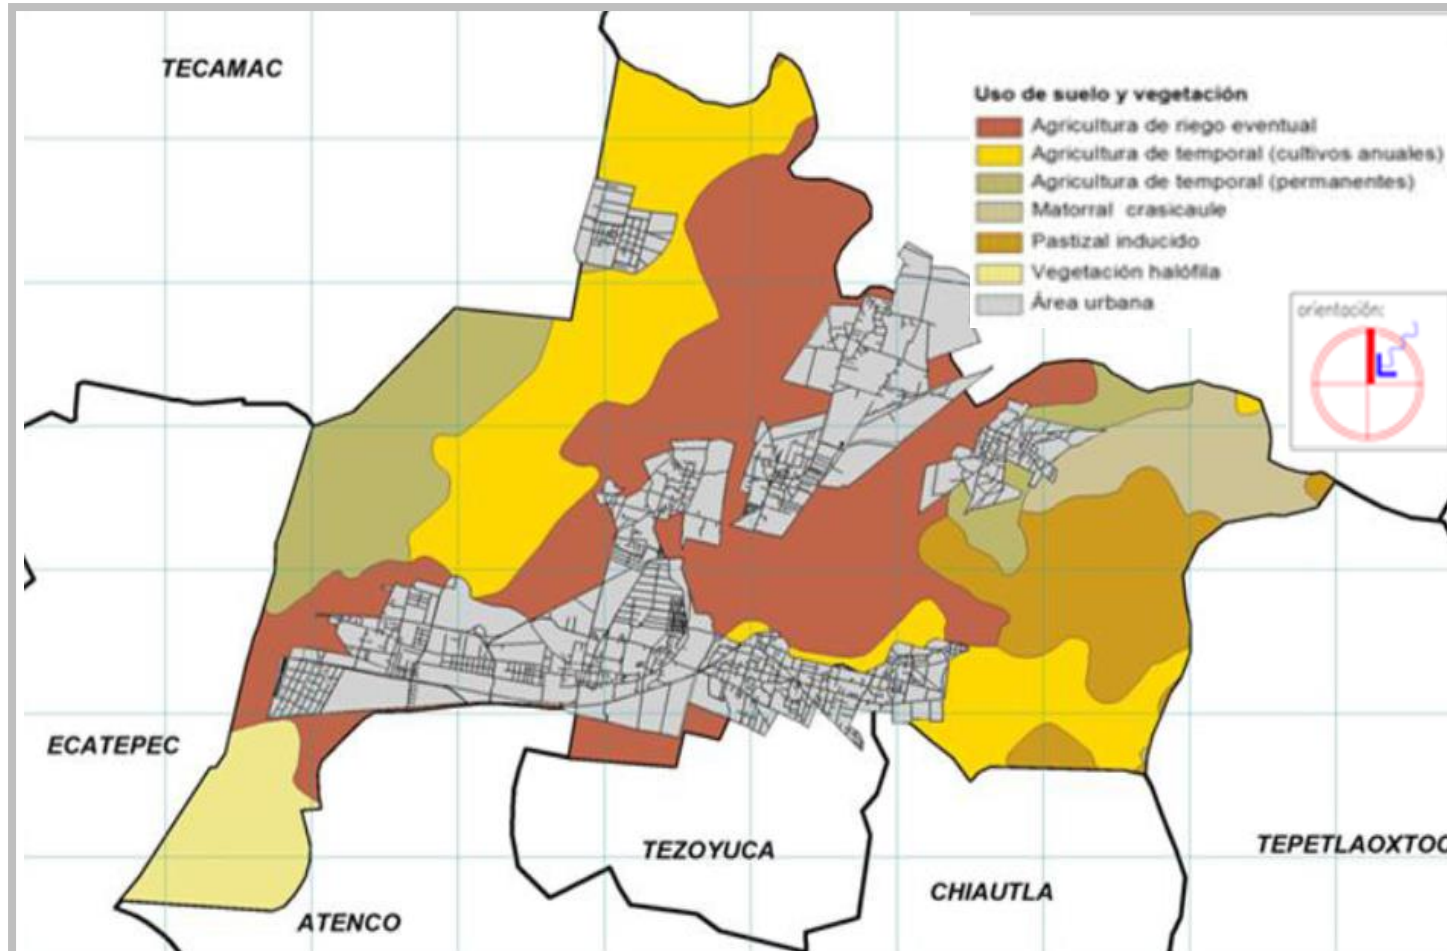 TECAMAC
Uso de suelo y vegetación
Agricultura de riego eventual
Agricultura de temporal (cultivos anuales)
Agricultura de temporal (permanentes)
Matorral crasicaule
Pastizal inducido
Vegetación halófila
Área urbana
orientación:
ECATEPEC
TEZOYUCA
TEPETLAOXTOC
CHIAUTLA
ATENCO